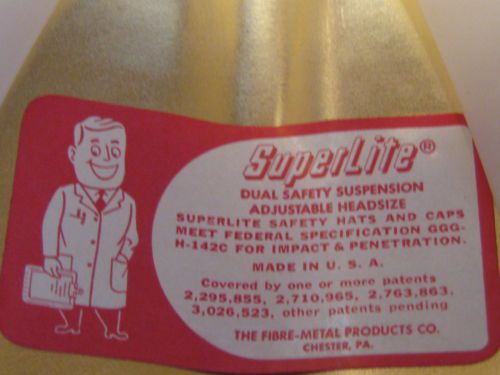 SuperLite®
DUAL SAFETY SUSPENSION
ADJUSTABLE HEADSIZE
SUPERLITE SAFETY HATS AND CAPS
MEET FEDERAL SPECIFICATION GGG-
H-142C FOR IMPACT & PENETRATION.
MADE IN U. S. A.
Covered by one or more patents
2,295,855, 2,710,965, 2,763,863,
3,026,523, other patents pending
THE FIBRE-METAL PRODUCTS CO.
CHESTER, PA.